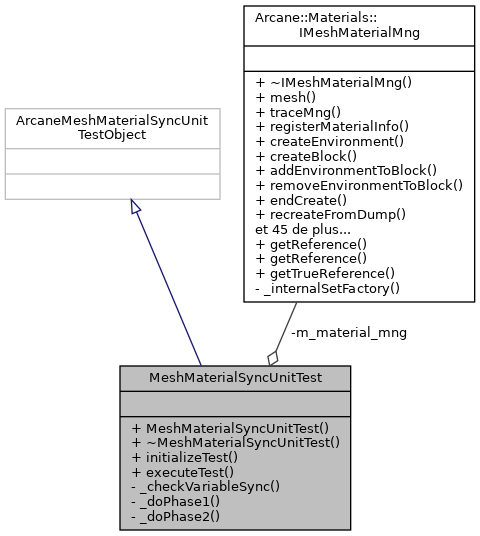 Arcane::Materials::
IMeshMaterialMng
+ ~IMeshMaterialMng()
+ mesh()
+ traceMng()
+ registerMaterialInfo()
+ createEnvironment()
+ createBlock()
+ addEnvironmentToBlock()
+ removeEnvironmentToBlock()
+ endCreate()
+ recreateFromDump()
et 45 de plus...
+ getReference()
+ getReference()
+ getTrueReference()
- _internalSetFactory()
ArcaneMeshMaterialSyncUnit
TestObject
-m_material_mng
MeshMaterialSyncUnitTest
+ MeshMaterialSyncUnitTest()
+ ~MeshMaterialSyncUnitTest()
+ initializeTest()
+ executeTest()
- _checkVariableSync()
- _doPhase1()
- _doPhase2()